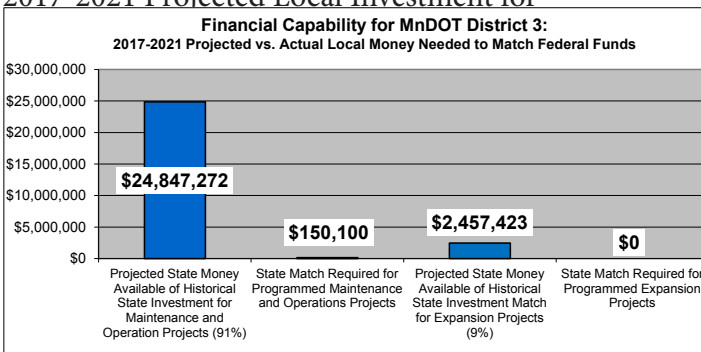 2017-2021 Projected Local Investment for
Financial Capability for MnDOT District 3:
2017-2021 Projected vs. Actual Local Money Needed to Match Federal Funds
$30,000,000
$25,000,000
$20,000,000
$15,000,000
$10,000,000
$5,000,000
$0
$24,847,272
$150,100
$2,457,423
$0
Projected State Money
Available of Historical
State Investment for
Maintenance and
Operation Projects (91%)
State Match Required for
Programmed Maintenance
and Operations Projects
Projected State Money
Available of Historical
State Investment Match
for Expansion Projects
(9%)
State Match Required for
Programmed Expansion
Projects